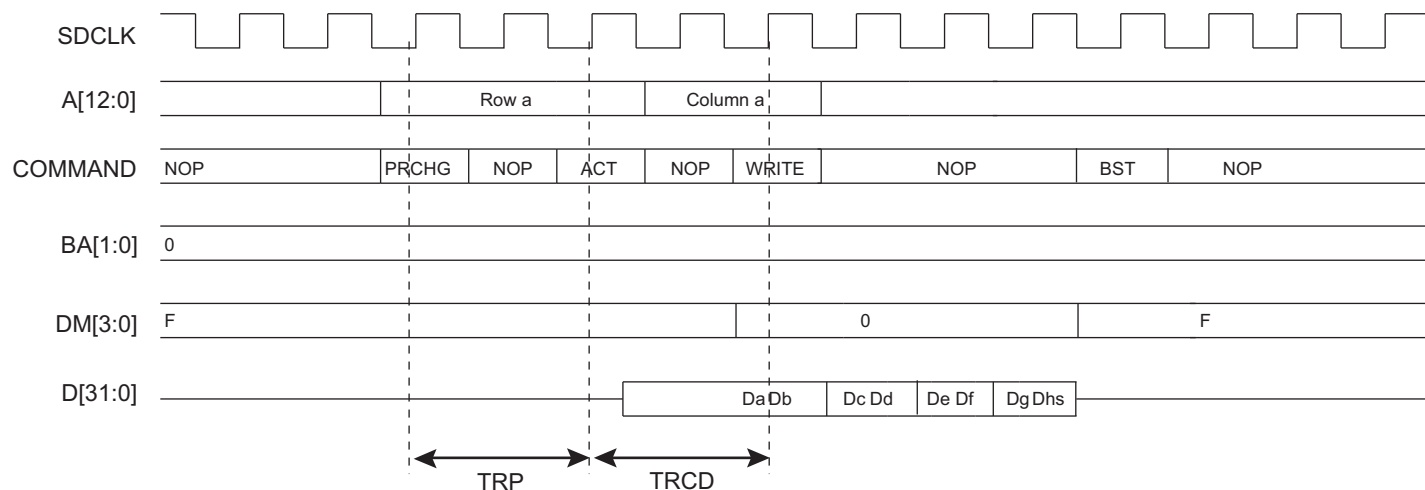 SDCLK
A[12:0] Row a Column a
COMMAND NOP PRCHG NOP ACT NOP WRITE NOP BST NOP
BA[1:0] 0
DM[3:0] F 0 F
D[31:0] Da Db Dc Dd De Df Dg Dhs
TRP TRCD